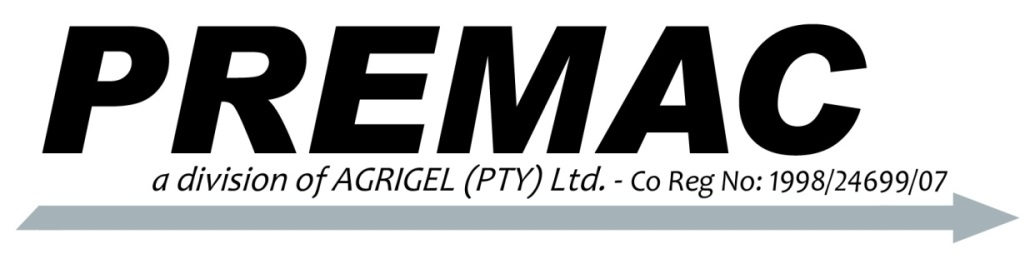 PREMAC
a division of AGRIGEL (PTY) Ltd. - Co Reg No: 1998/24699/07